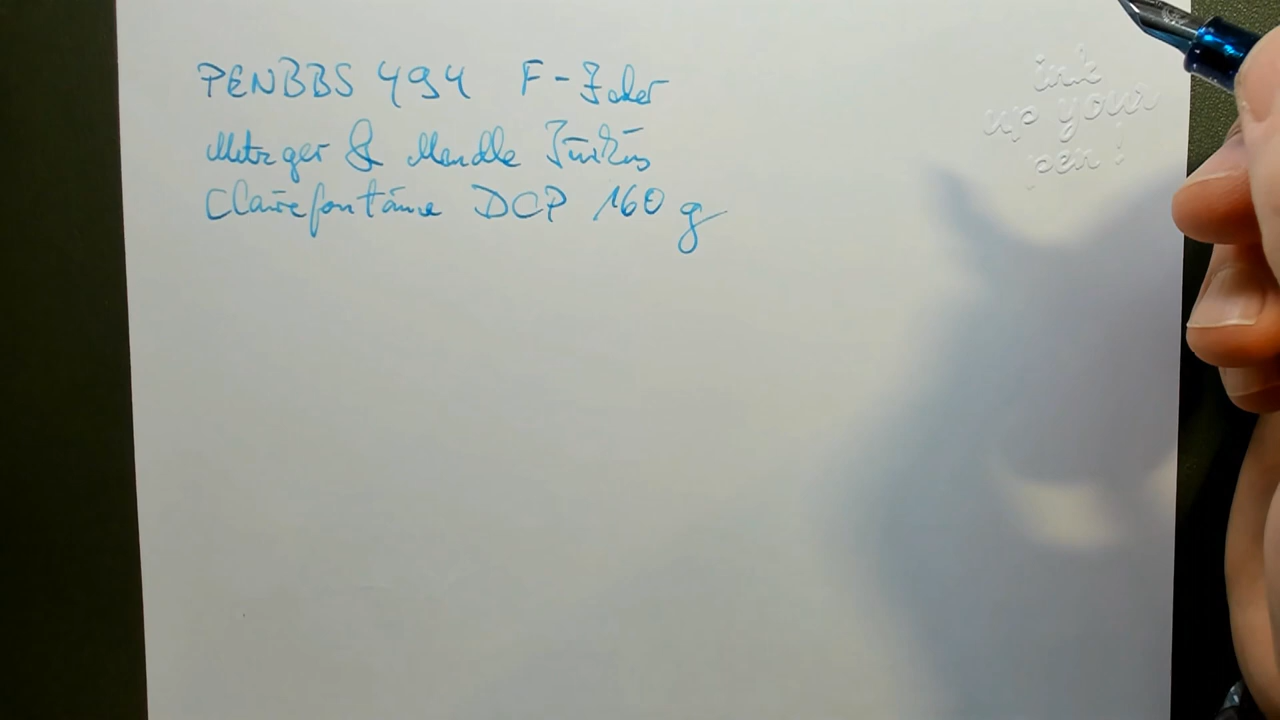 PENBBS 494 F-Feder
Metzger & Mendle Türkis
Clairefontaine DCP 160 g
ink
up your
pen!